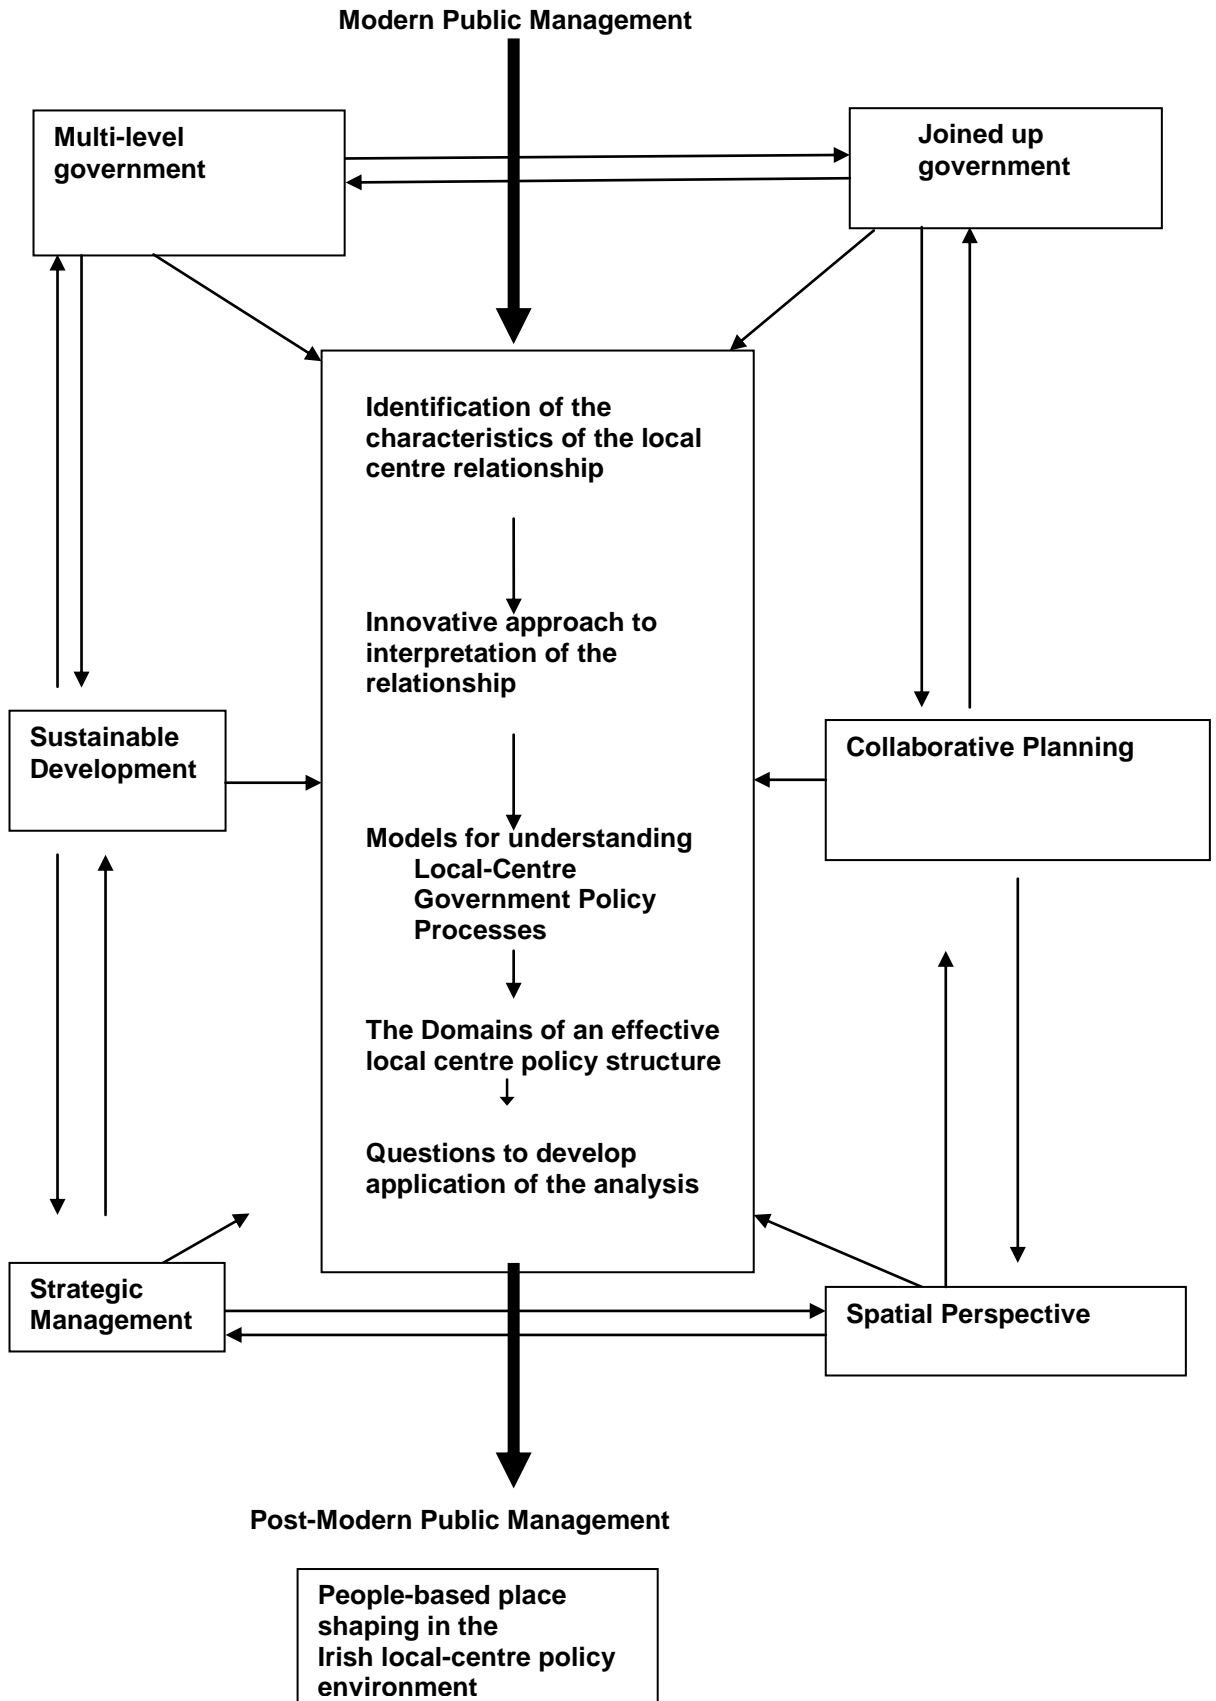 Modern Public Management
Multi-level
government
Joined up
government
Identification of the
characteristics of the local
centre relationship
Innovative approach to
interpretation of the
relationship
Sustainable
Development
Collaborative Planning
Models for understanding
Local-Centre
Government Policy
Processes
The Domains of an effective
local centre policy structure
Questions to develop
application of the analysis
Strategic
Management
Spatial Perspective
Post-Modern Public Management
People-based place
shaping in the
Irish local-centre policy
environment